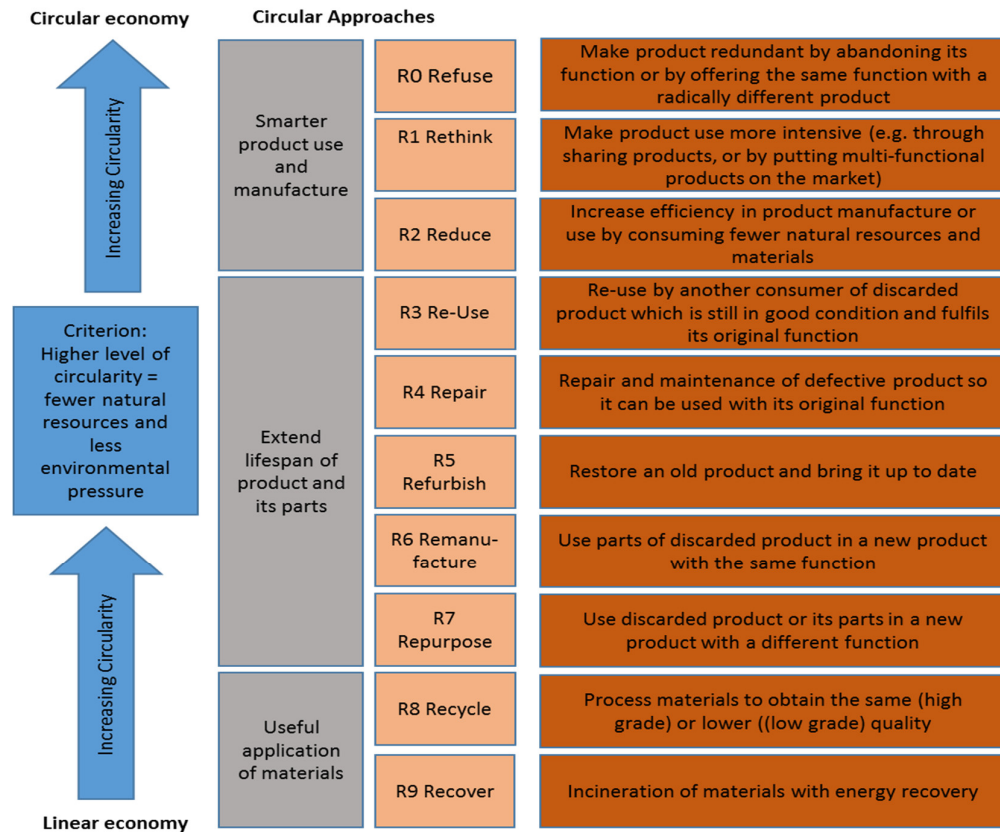 Circular economy
Circular Approaches
Increasing Circularity
Criterion:
Higher level of
circularity =
fewer natural
resources and
less
environmental
pressure
Increasing Circularity
Linear economy
Smarter
product use
and
manufacture
R0 Refuse
Make product redundant by abandoning its
function or by offering the same function with a
radically different product
R1 Rethink
Make product use more intensive (e.g. through
sharing products, or by putting multi-functional
products on the market)
R2 Reduce
Increase efficiency in product manufacture or
use by consuming fewer natural resources and
materials
Extend
lifespan of
product and
its parts
R3 Re-Use
Re-use by another consumer of discarded
product which is still in good condition and fulfils
its original function
R4 Repair
Repair and maintenance of defective product so
it can be used with its original function
R5
Refurbish
Restore an old product and bring it up to date
R6 Remanu-
facture
Use parts of discarded product in a new product
with the same function
R7
Repurpose
Use discarded product or its parts in a new
product with a different function
Useful
application
of materials
R8 Recycle
Process materials to obtain the same (high
grade) or lower ((low grade) quality
R9 Recover
Incineration of materials with energy recovery